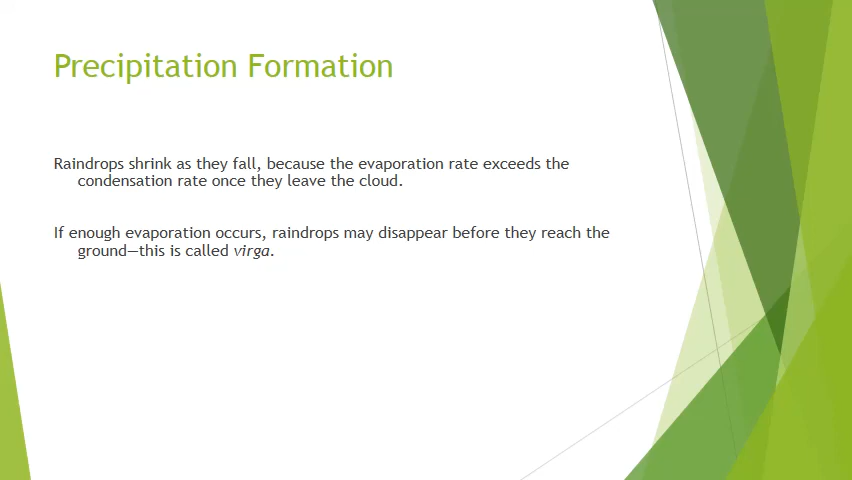 Precipitation Formation
Raindrops shrink as they fall, because the evaporation rate exceeds the
condensation rate once they leave the cloud.
If enough evaporation occurs, raindrops may disappear before they reach the
ground—this is called virga.